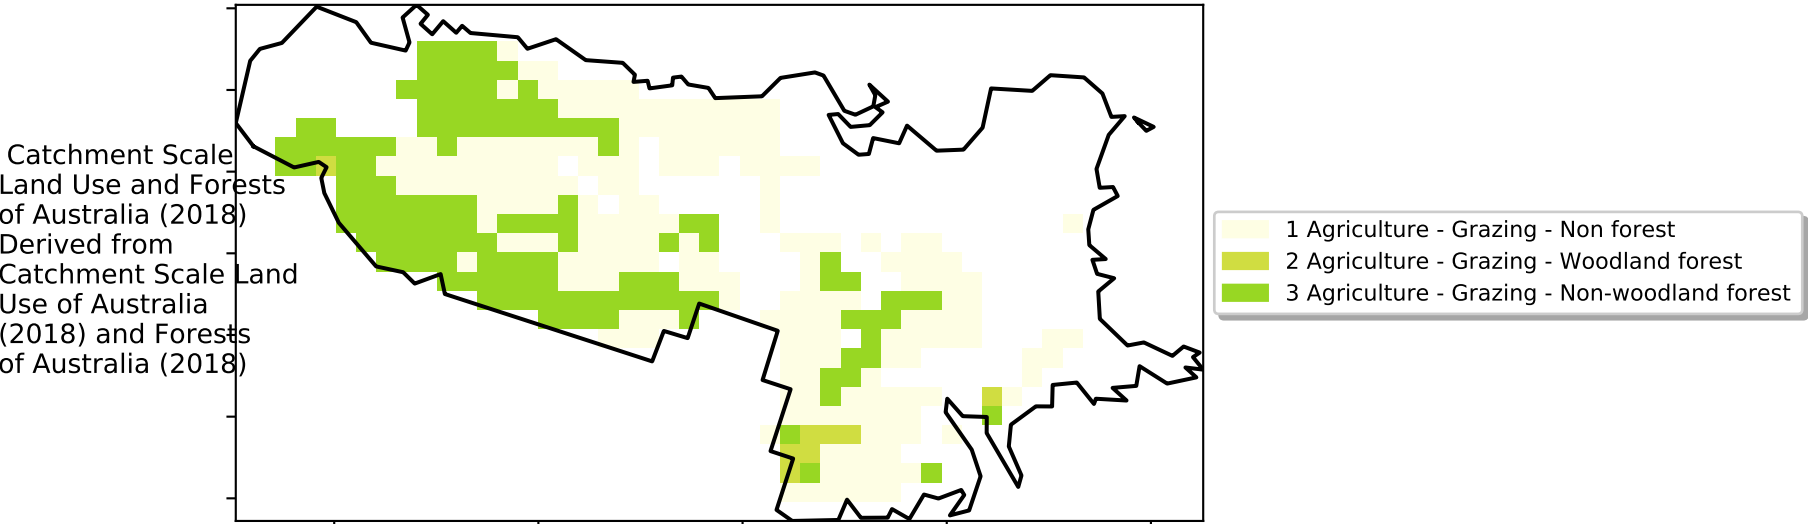 Catchment Scale
Land Use and Forests
of Australia (2018)
Derived from
Catchment Scale Land
Use of Australia
(2018) and Forests
of Australia (2018)
1 Agriculture - Grazing - Non forest
2 Agriculture - Grazing - Woodland forest
3 Agriculture - Grazing - Non-woodland forest